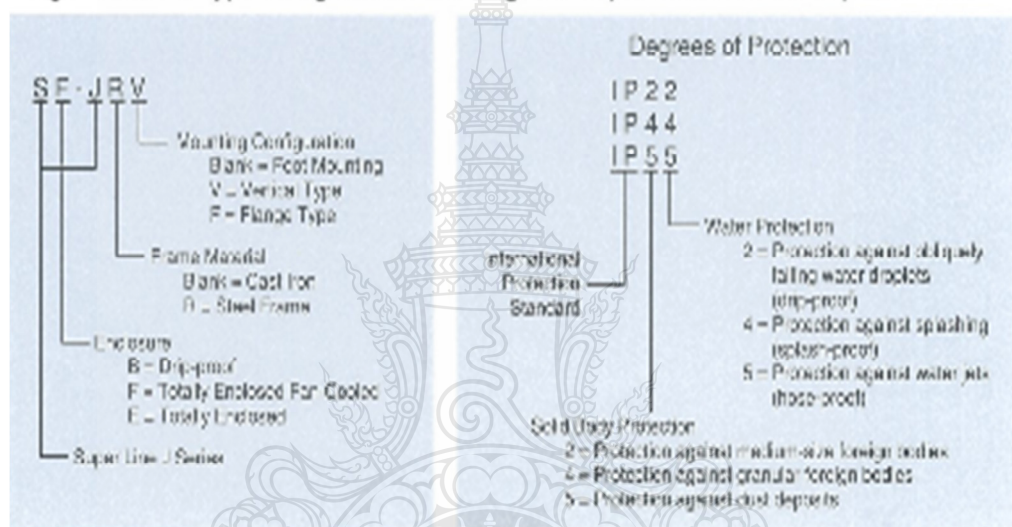 SF-JRV
Mounting Configuration
Blank = Foot Mounting
V = Vertical Type
F = Flange Type
Frame Material
Blank = Cast Iron
R = Steel Frame
Enclosure
B = Drip-proof
F = Totally Enclosed Fan Cooled
E = Totally Enclosed
Super Line J Series
Degrees of Protection
IP22
IP44
IP55
Water Protection
2 = Protection against obliquely
falling water droplets
(drip-proof)
4 = Protection against splashing
(splash-proof)
5 = Protection against water jets
(hose-proof)
International
Protection
Standard
Solid Body Protection
2 = Protection against medium-size foreign bodies
4 = Protection against granular foreign bodies
5 = Protection against dust deposits